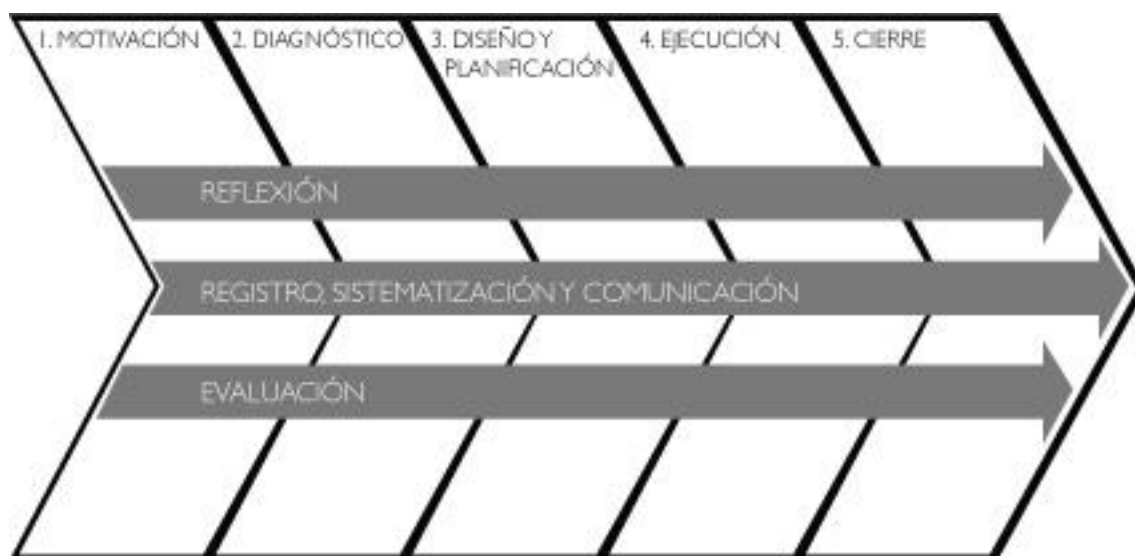 1. MOTIVACIÓN
2. DIAGNÓSTICO
3. DISEÑO Y
PLANIFICACIÓN
4. EJECUCIÓN
5. CIERRE
REFLEXIÓN
REGISTRO, SISTEMATIZACIÓN Y COMUNICACIÓN
EVALUACIÓN